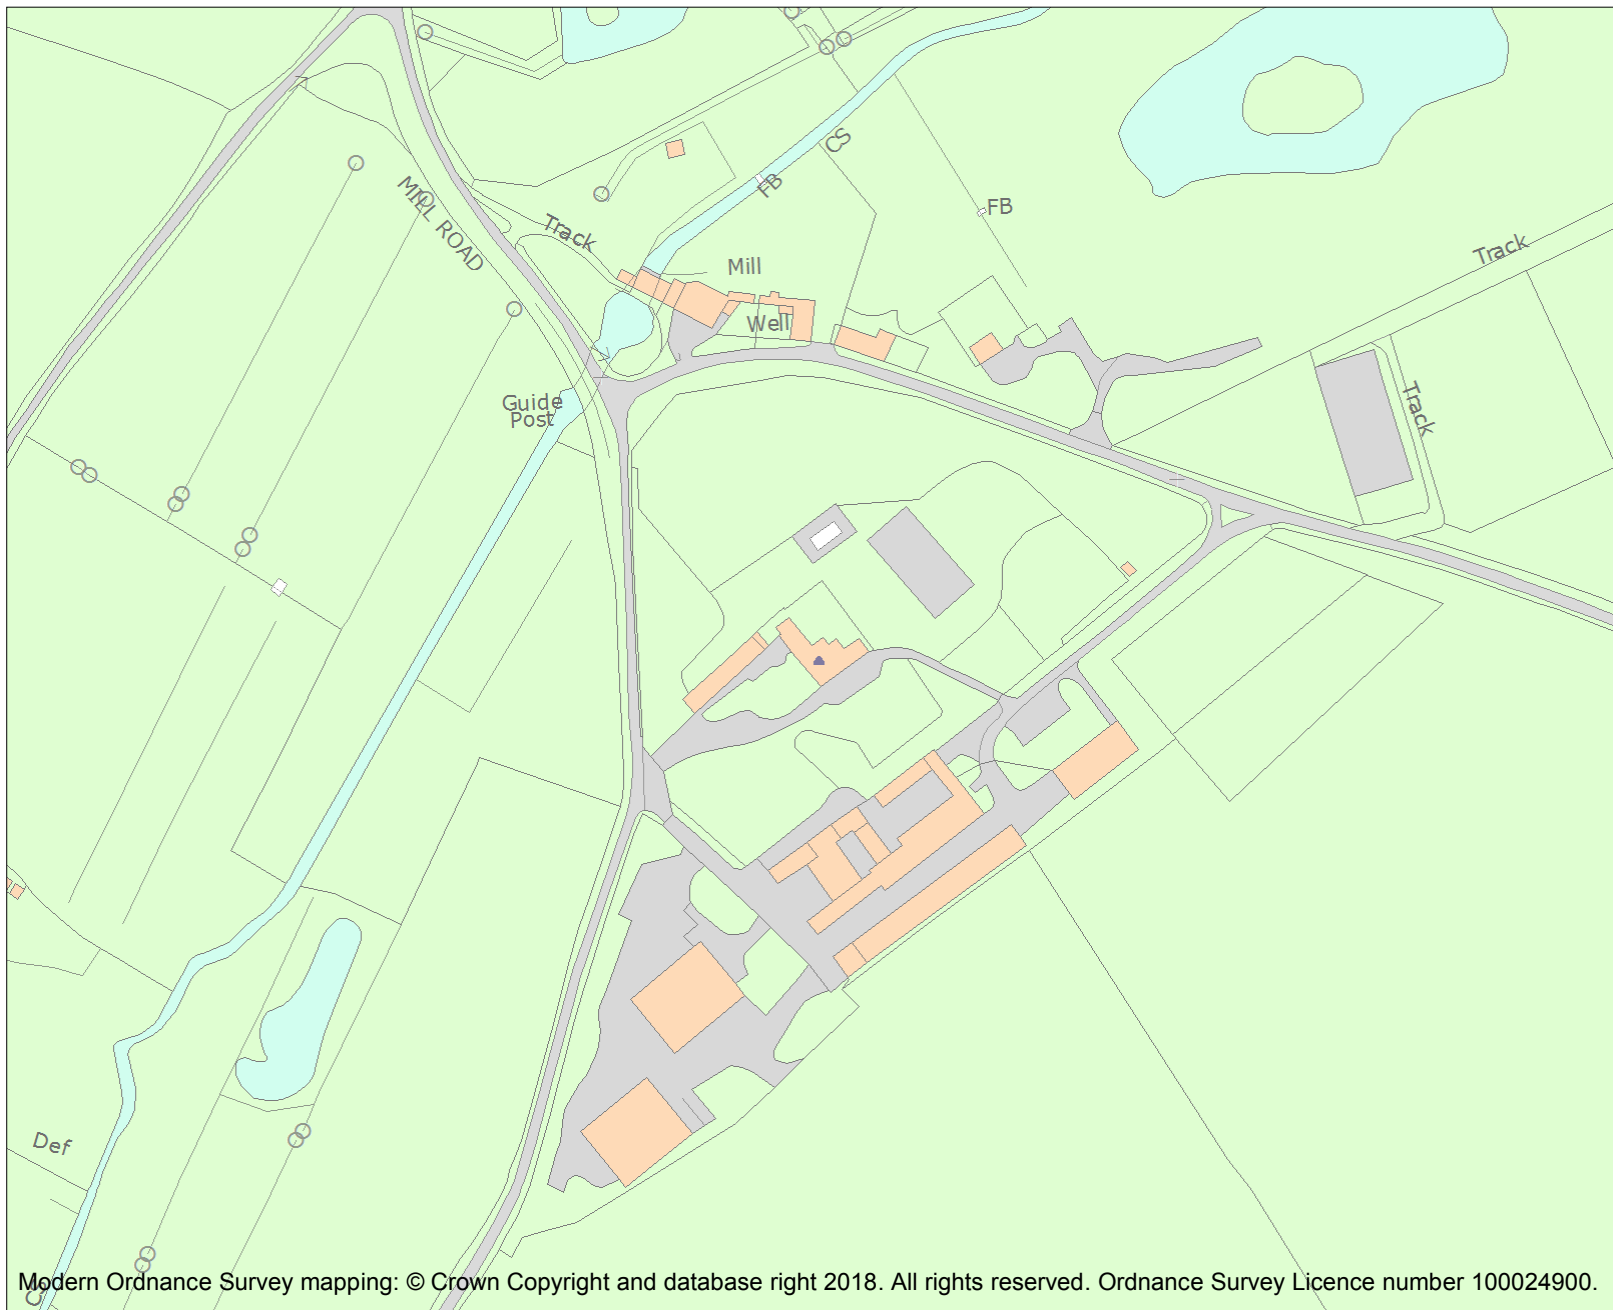 CS
FB
MILL ROAD
FB
Track
Track
Mill
Well
Track
Guide
Post
Def
CS
Modern Ordnance Survey mapping: © Crown Copyright and database right 2018. All rights reserved. Ordnance Survey Licence number 100024900.